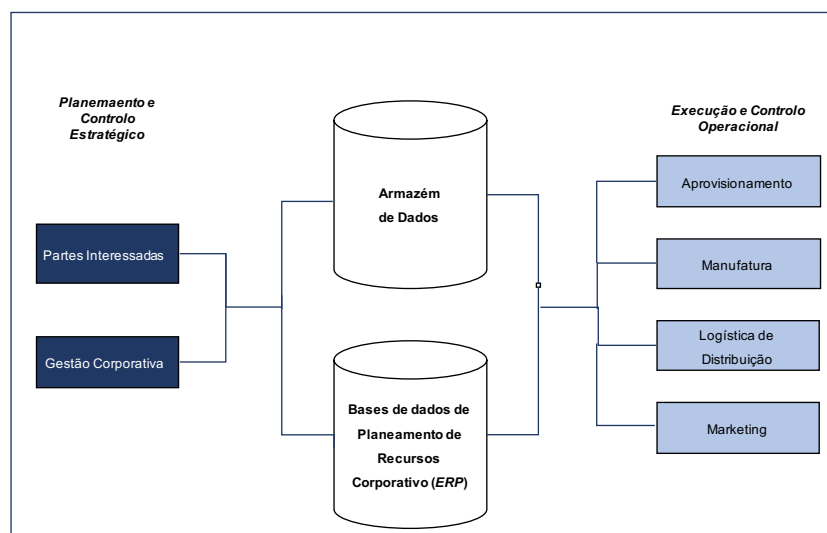 Planemaento e
Controlo
Estratégico
Partes Interessadas
Gestão Corporativa
Armazém
de Dados
Bases de dados de
Planeamento de
Recursos
Corporativo (ERP)
Execução e Controlo
Operacional
Aprovisionamento
Manufatura
Logística de
Distribuição
Marketing